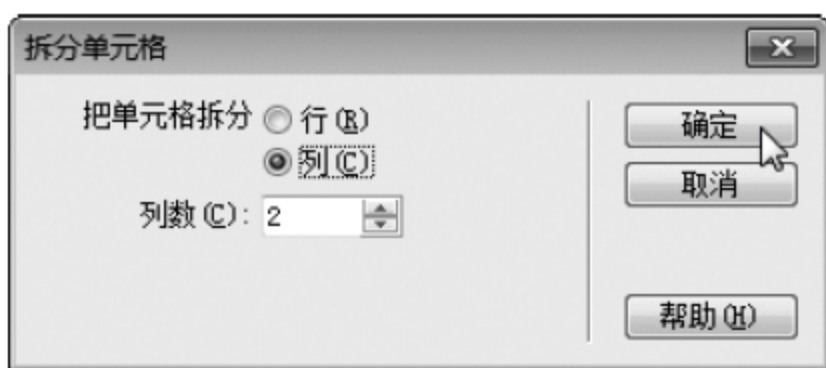 拆分单元格
把单元格拆分 行(R)
列(C)
列数(C): 2
确定
取消
帮助(H)